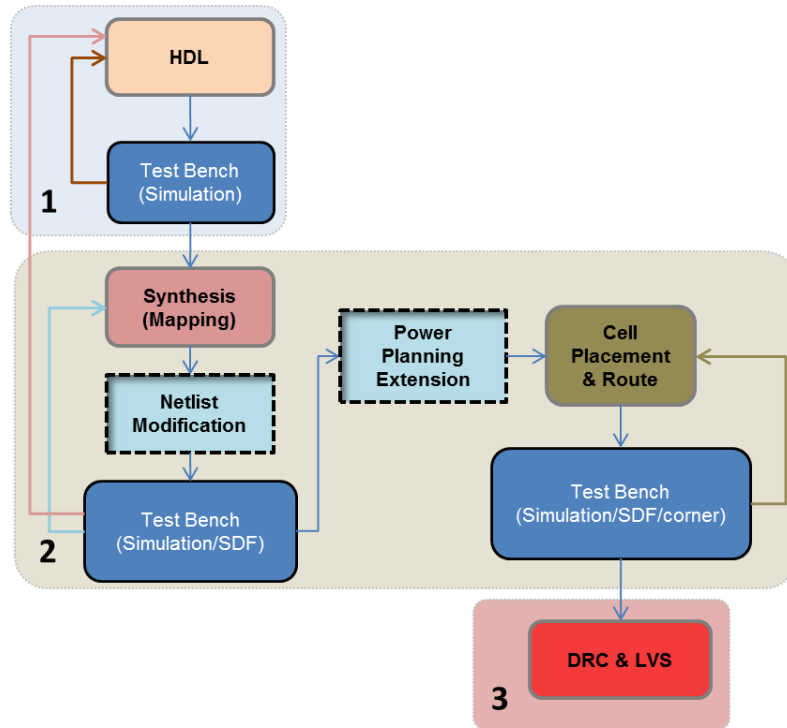 HDL
Test Bench
(Simulation)
1
Synthesis
(Mapping)
Netlist
Modification
Test Bench
(Simulation/SDF)
2
Power
Planning
Extension
Cell
Placement
& Route
Test Bench
(Simulation/SDF/corner)
DRC & LVS
3